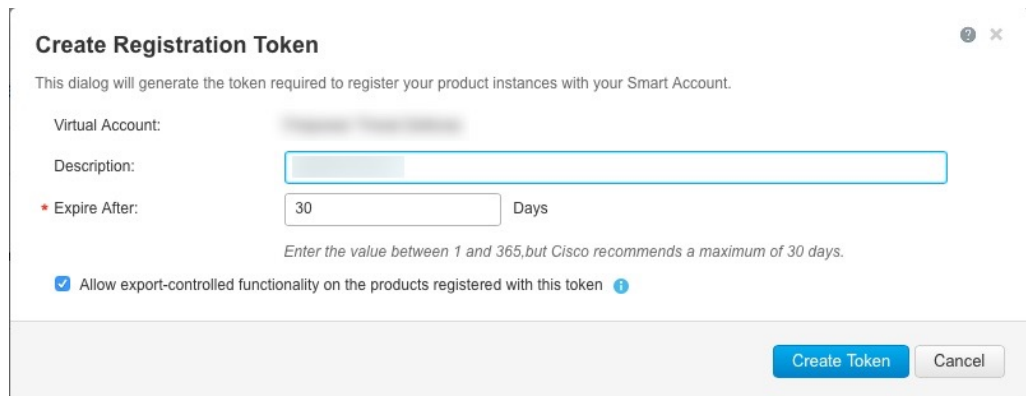 Create Registration Token
This dialog will generate the token required to register your product instances with your Smart Account.
Virtual Account:
Description:
* Expire After: 30 Days
Enter the value between 1 and 365,but Cisco recommends a maximum of 30 days.
Allow export-controlled functionality on the products registered with this token
Create Token Cancel